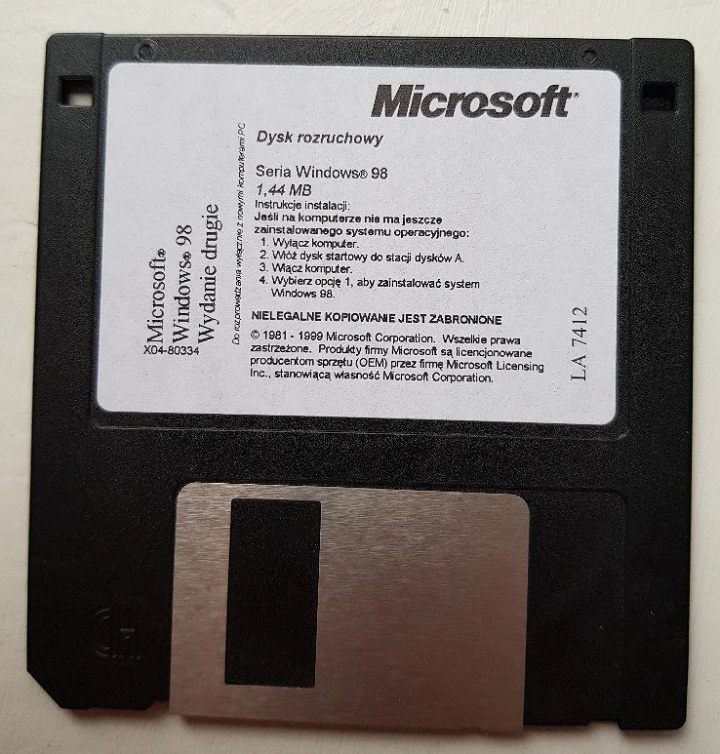 Microsoft®
Dysk rozruchowy
Seria Windows® 98
1,44 MB
Instrukcje instalacji:
Jeśli na komputerze nie ma jeszcze
zainstalowanego systemu operacyjnego:
1. Wyłącz komputer.
2. Włóż dysk startowy do stacji dysków A.
3. Włącz komputer.
4. Wybierz opcję 1, aby zainstalować system
Windows 98.
NIELEGALNE KOPIOWANIE JEST ZABRONIONE
© 1981 - 1999 Microsoft Corporation. Wszelkie prawa
zastrzeżone. Produkty firmy Microsoft są licencjonowane
producentom sprzętu (OEM) przez firmę Microsoft Licensing
Inc., stanowiącą własność Microsoft Corporation.
Microsoft®
Windows® 98
Wydanie drugie
Do rozprowadzania wyłącznie z nowymi komputerami PC
X04-80334
LA 7412